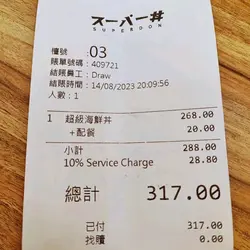 スーパー丼
SUPERDON
櫃號 : 03
賬單號碼 : 409721
結賬員工 : Draw
結賬時間 : 14/08/2023 20:09:56
人數 : 1
1 超級海鮮丼 268.00
+配餐 20.00
小計 288.00
10% Service Charge 28.80
總計 317.00
已付 317.00
找贖 0.00